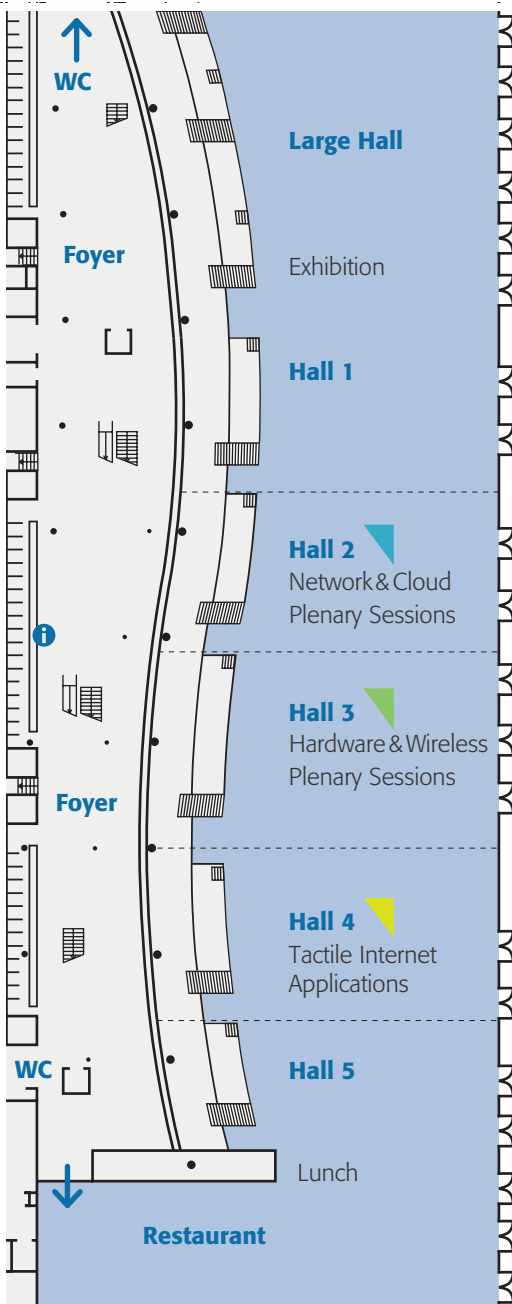 WC
Large Hall
Foyer
Exhibition
Hall 1
Hall 2
Network & Cloud
Plenary Sessions
i
Hall 3
Hardware & Wireless
Plenary Sessions
Foyer
Hall 4
Tactile Internet
Applications
WC
Hall 5
Lunch
Restaurant